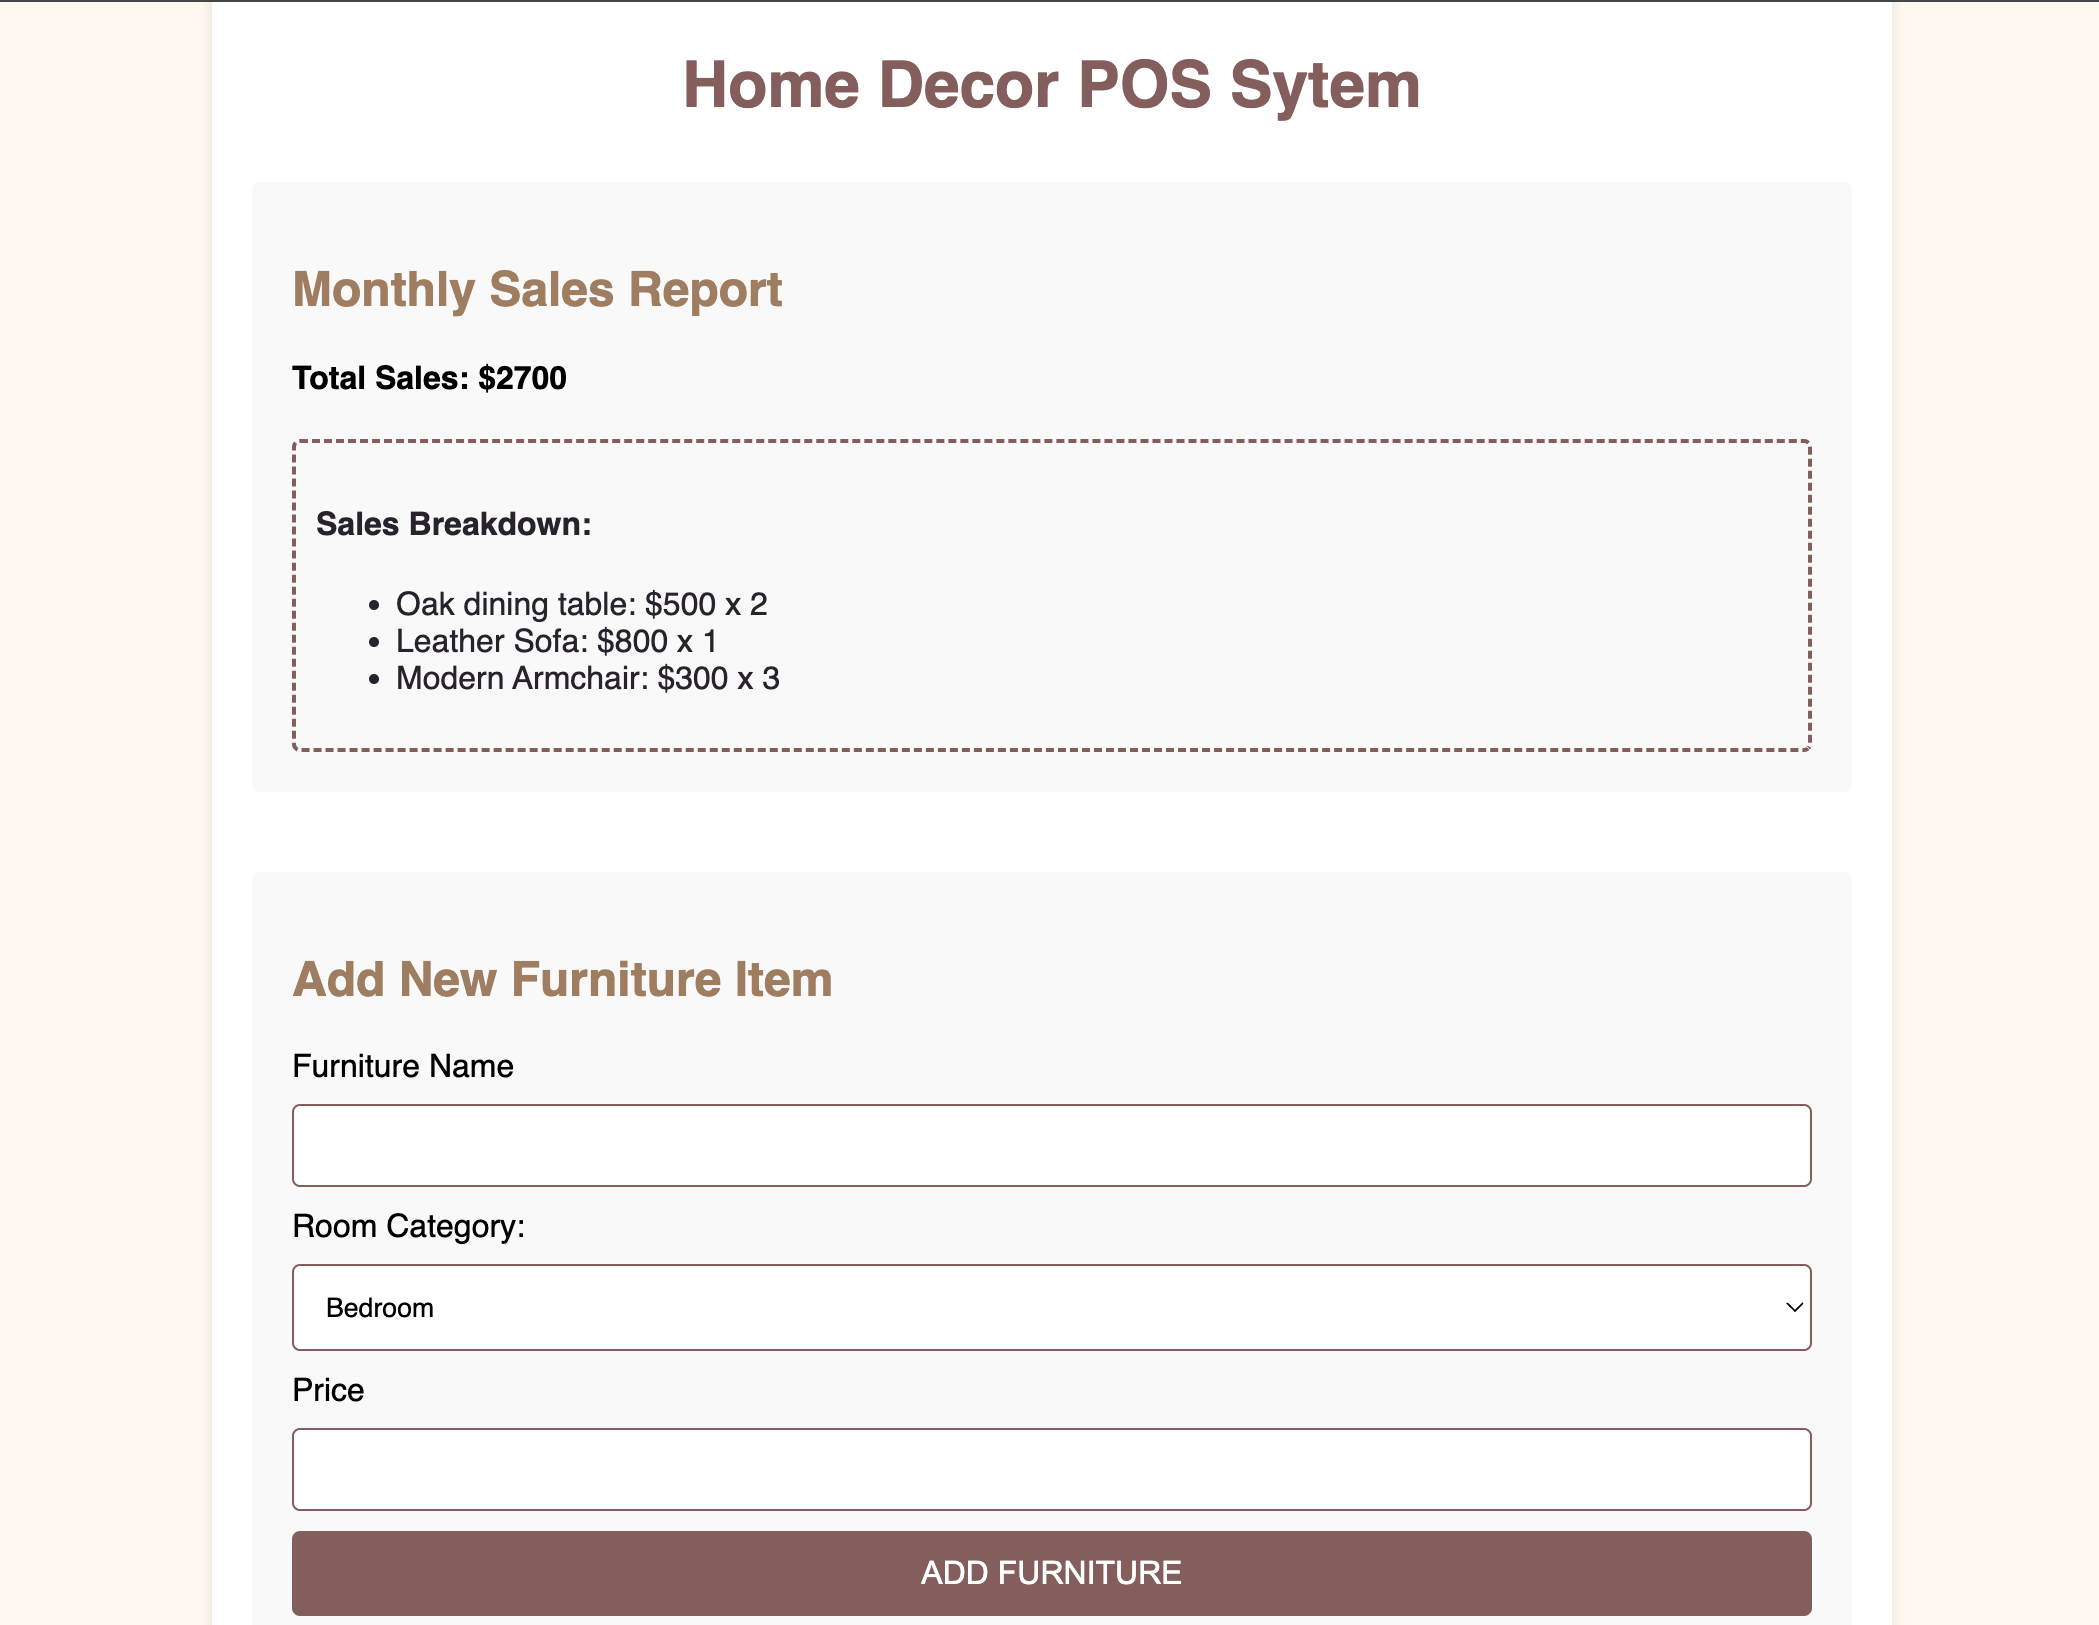 Home Decor POS Sytem
Monthly Sales Report
Total Sales: $2700
Sales Breakdown:
• Oak dining table: $500 x 2
• Leather Sofa: $800 x 1
• Modern Armchair: $300 x 3
Add New Furniture Item
Furniture Name
Room Category:
Bedroom
Price
ADD FURNITURE